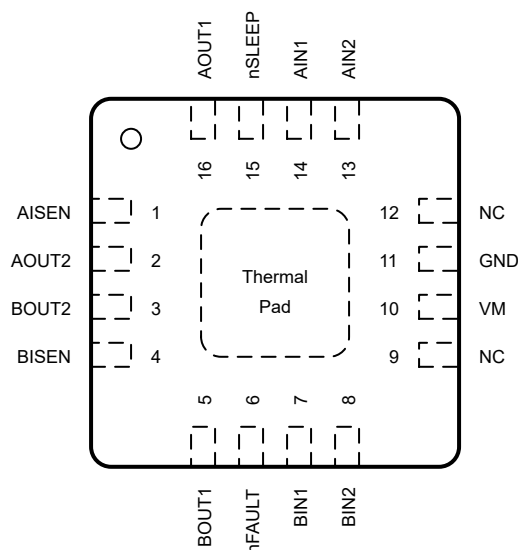 AOUT1
nSLEEP
AIN1
AIN2
16
15
14
13
AISEN 1
AOUT2 2
BOUT2 3
BISEN 4
Thermal
Pad
12 NC
11 GND
10 VM
9 NC
5
6
7
8
BOUT1
nFAULT
BIN1
BIN2